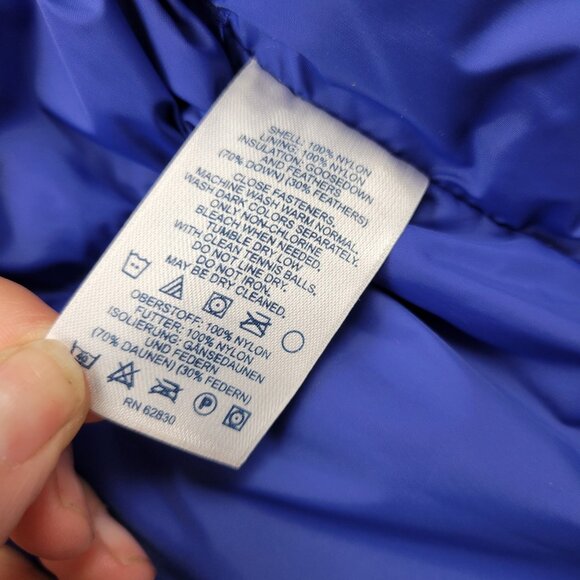 SHELL: 100% NYLON
LINING: 100% NYLON
INSULATION: GOOSEDOWN
AND FEATHERS
(70% DOWN) (30% FEATHERS)
CLOSE FASTENERS,
MACHINE WASH WARM NORMAL.
WASH DARK COLORS SEPARATELY.
ONLY NON-CHLORINE
BLEACH WHEN NEEDED.
TUMBLE DRY LOW
WITH CLEAN TENNIS BALLS.
DO NOT LINE DRY.
DO NOT IRON.
MAY BE DRY CLEANED.
OBERSTOFF: 100% NYLON
FUTTER: 100% NYLON
ISOLIERUNG: GÄNSEDAUNEN
UND FEDERN
(70% DAUNEN) (30% FEDERN)
40
P
RN 62830